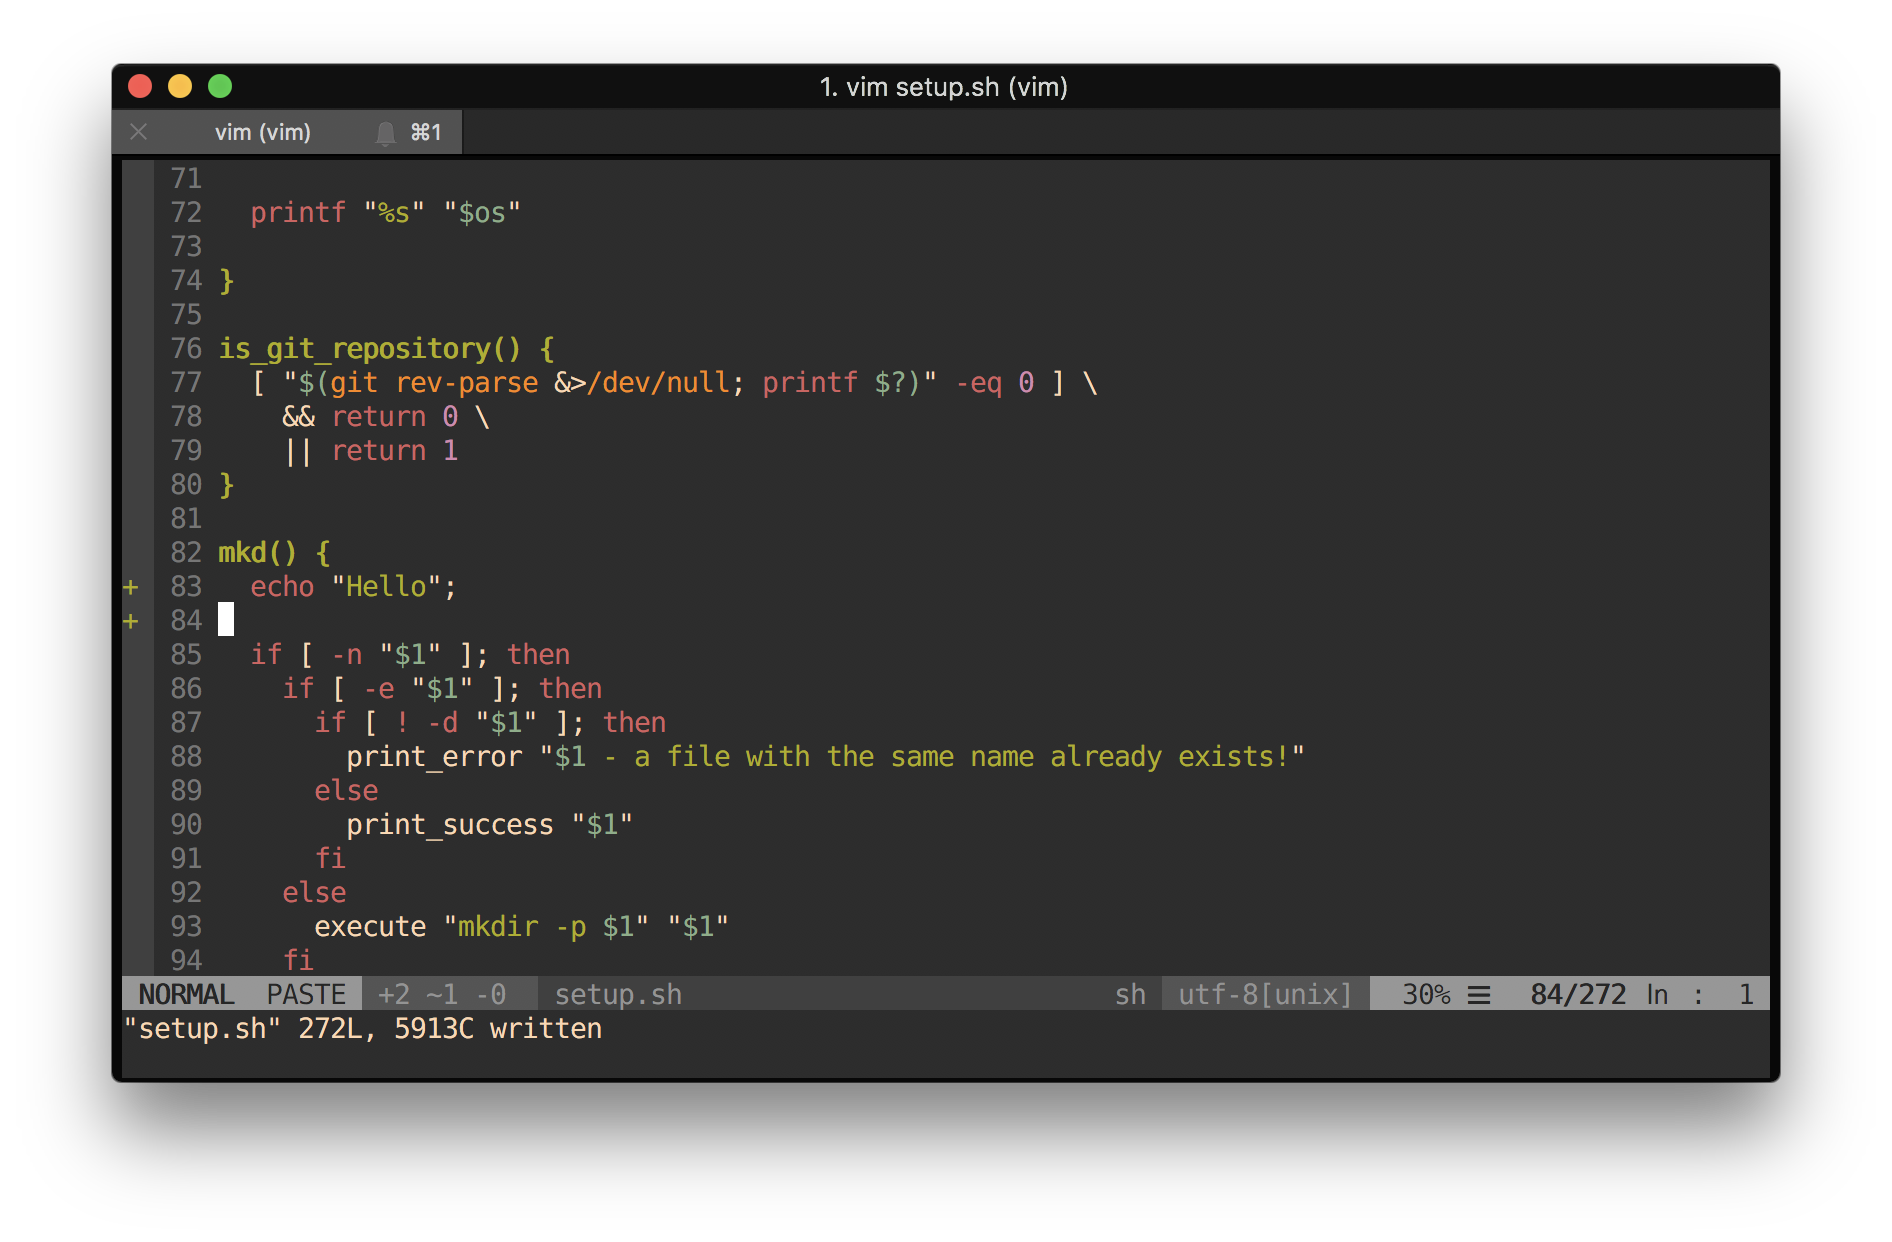 1. vim setup.sh (vim)
vim (vim) ⌘1
71
72   printf "%s" "$os"
73
74 }
75
76 is_git_repository() {
77   [ "$(git rev-parse &>/dev/null; printf $?)" -eq 0 ] \
78     && return 0 \
79     || return 1
80 }
81
82 mkd() {
+ 83   echo "Hello";
+ 84
85   if [ -n "$1" ]; then
86     if [ -e "$1" ]; then
87       if [ ! -d "$1" ]; then
88         print_error "$1 - a file with the same name already exists!"
89       else
90         print_success "$1"
91       fi
92     else
93       execute "mkdir -p $1" "$1"
94     fi
NORMAL PASTE +2 ~1 -0 setup.sh sh utf-8[unix] 30% ☰ 84/272 ln : 1
"setup.sh" 272L, 5913C written